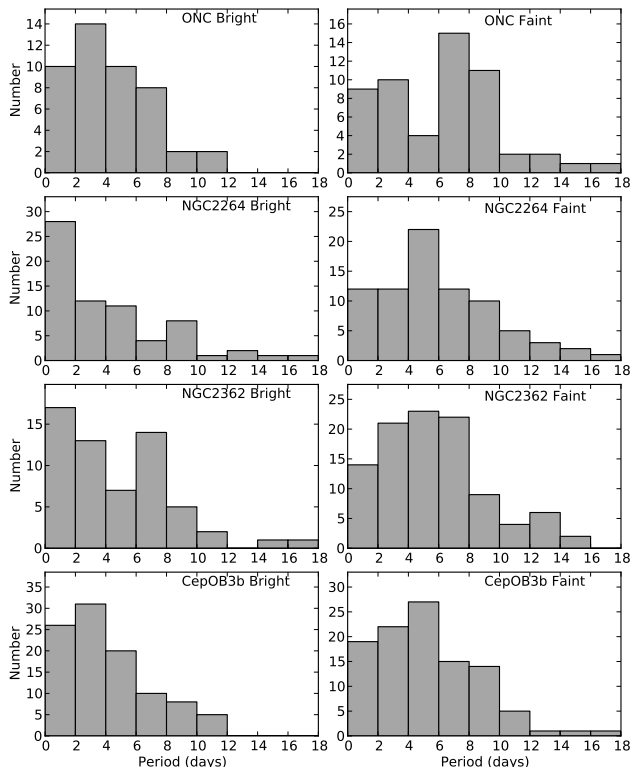 ONC Bright
14
12
10
8
6
4
2
0
Number
0 2 4 6 8 10 12 14 16 18
ONC Faint
16
14
12
10
8
6
4
2
0
0 2 4 6 8 10 12 14 16 18
NGC2264 Bright
30
25
20
15
10
5
0
Number
0 2 4 6 8 10 12 14 16 18
NGC2264 Faint
25
20
15
10
5
0
0 2 4 6 8 10 12 14 16 18
NGC2362 Bright
15
10
5
0
Number
0 2 4 6 8 10 12 14 16 18
NGC2362 Faint
25
20
15
10
5
0
0 2 4 6 8 10 12 14 16 18
CepOB3b Bright
35
30
25
20
15
10
5
0
Number
0 2 4 6 8 10 12 14 16 18
Period (days)
CepOB3b Faint
30
25
20
15
10
5
0
0 2 4 6 8 10 12 14 16 18
Period (days)